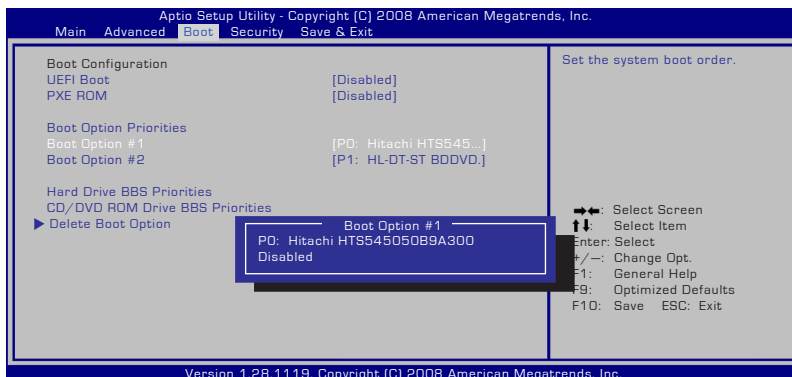 Aptio Setup Utility - Copyright (C) 2008 American Megatrends, Inc.
Main Advanced Boot Security Save & Exit
Boot Configuration
UEFI Boot [Disabled]
PXE ROM [Disabled]
Boot Option Priorities
Boot Option #1 [P0: Hitachi HTS545...]
Boot Option #2 [P1: HL-DT-ST BDDVD.]
Hard Drive BBS Priorities
CD/DVD ROM Drive BBS Priorities
▶ Delete Boot Option
Boot Option #1
P0: Hitachi HTS545050B9A300
Disabled
Set the system boot order.
→←: Select Screen
↑↓: Select Item
Enter: Select
+/—: Change Opt.
F1: General Help
F9: Optimized Defaults
F10: Save ESC: Exit
Version 1.28.1119. Copyright (C) 2008 American Megatrends, Inc.